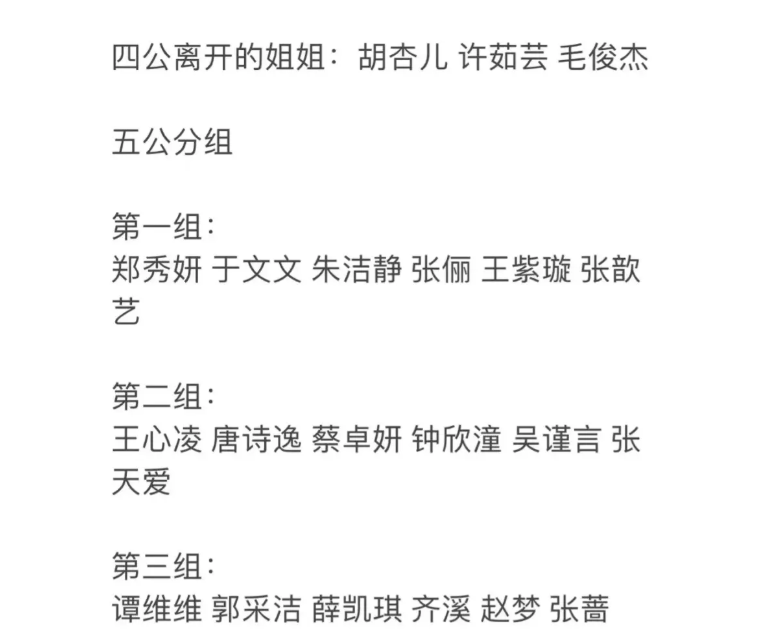 四公离开的姐姐：胡杏儿 许茹芸 毛俊杰
五公分组
第一组：
郑秀妍 于文文 朱洁静 张俪 王紫璇 张歆
艺
第二组：
王心凌 唐诗逸 蔡卓妍 钟欣潼 吴谨言 张
天爱
第三组：
谭维维 郭采洁 薛凯琪 齐溪 赵梦 张蔷